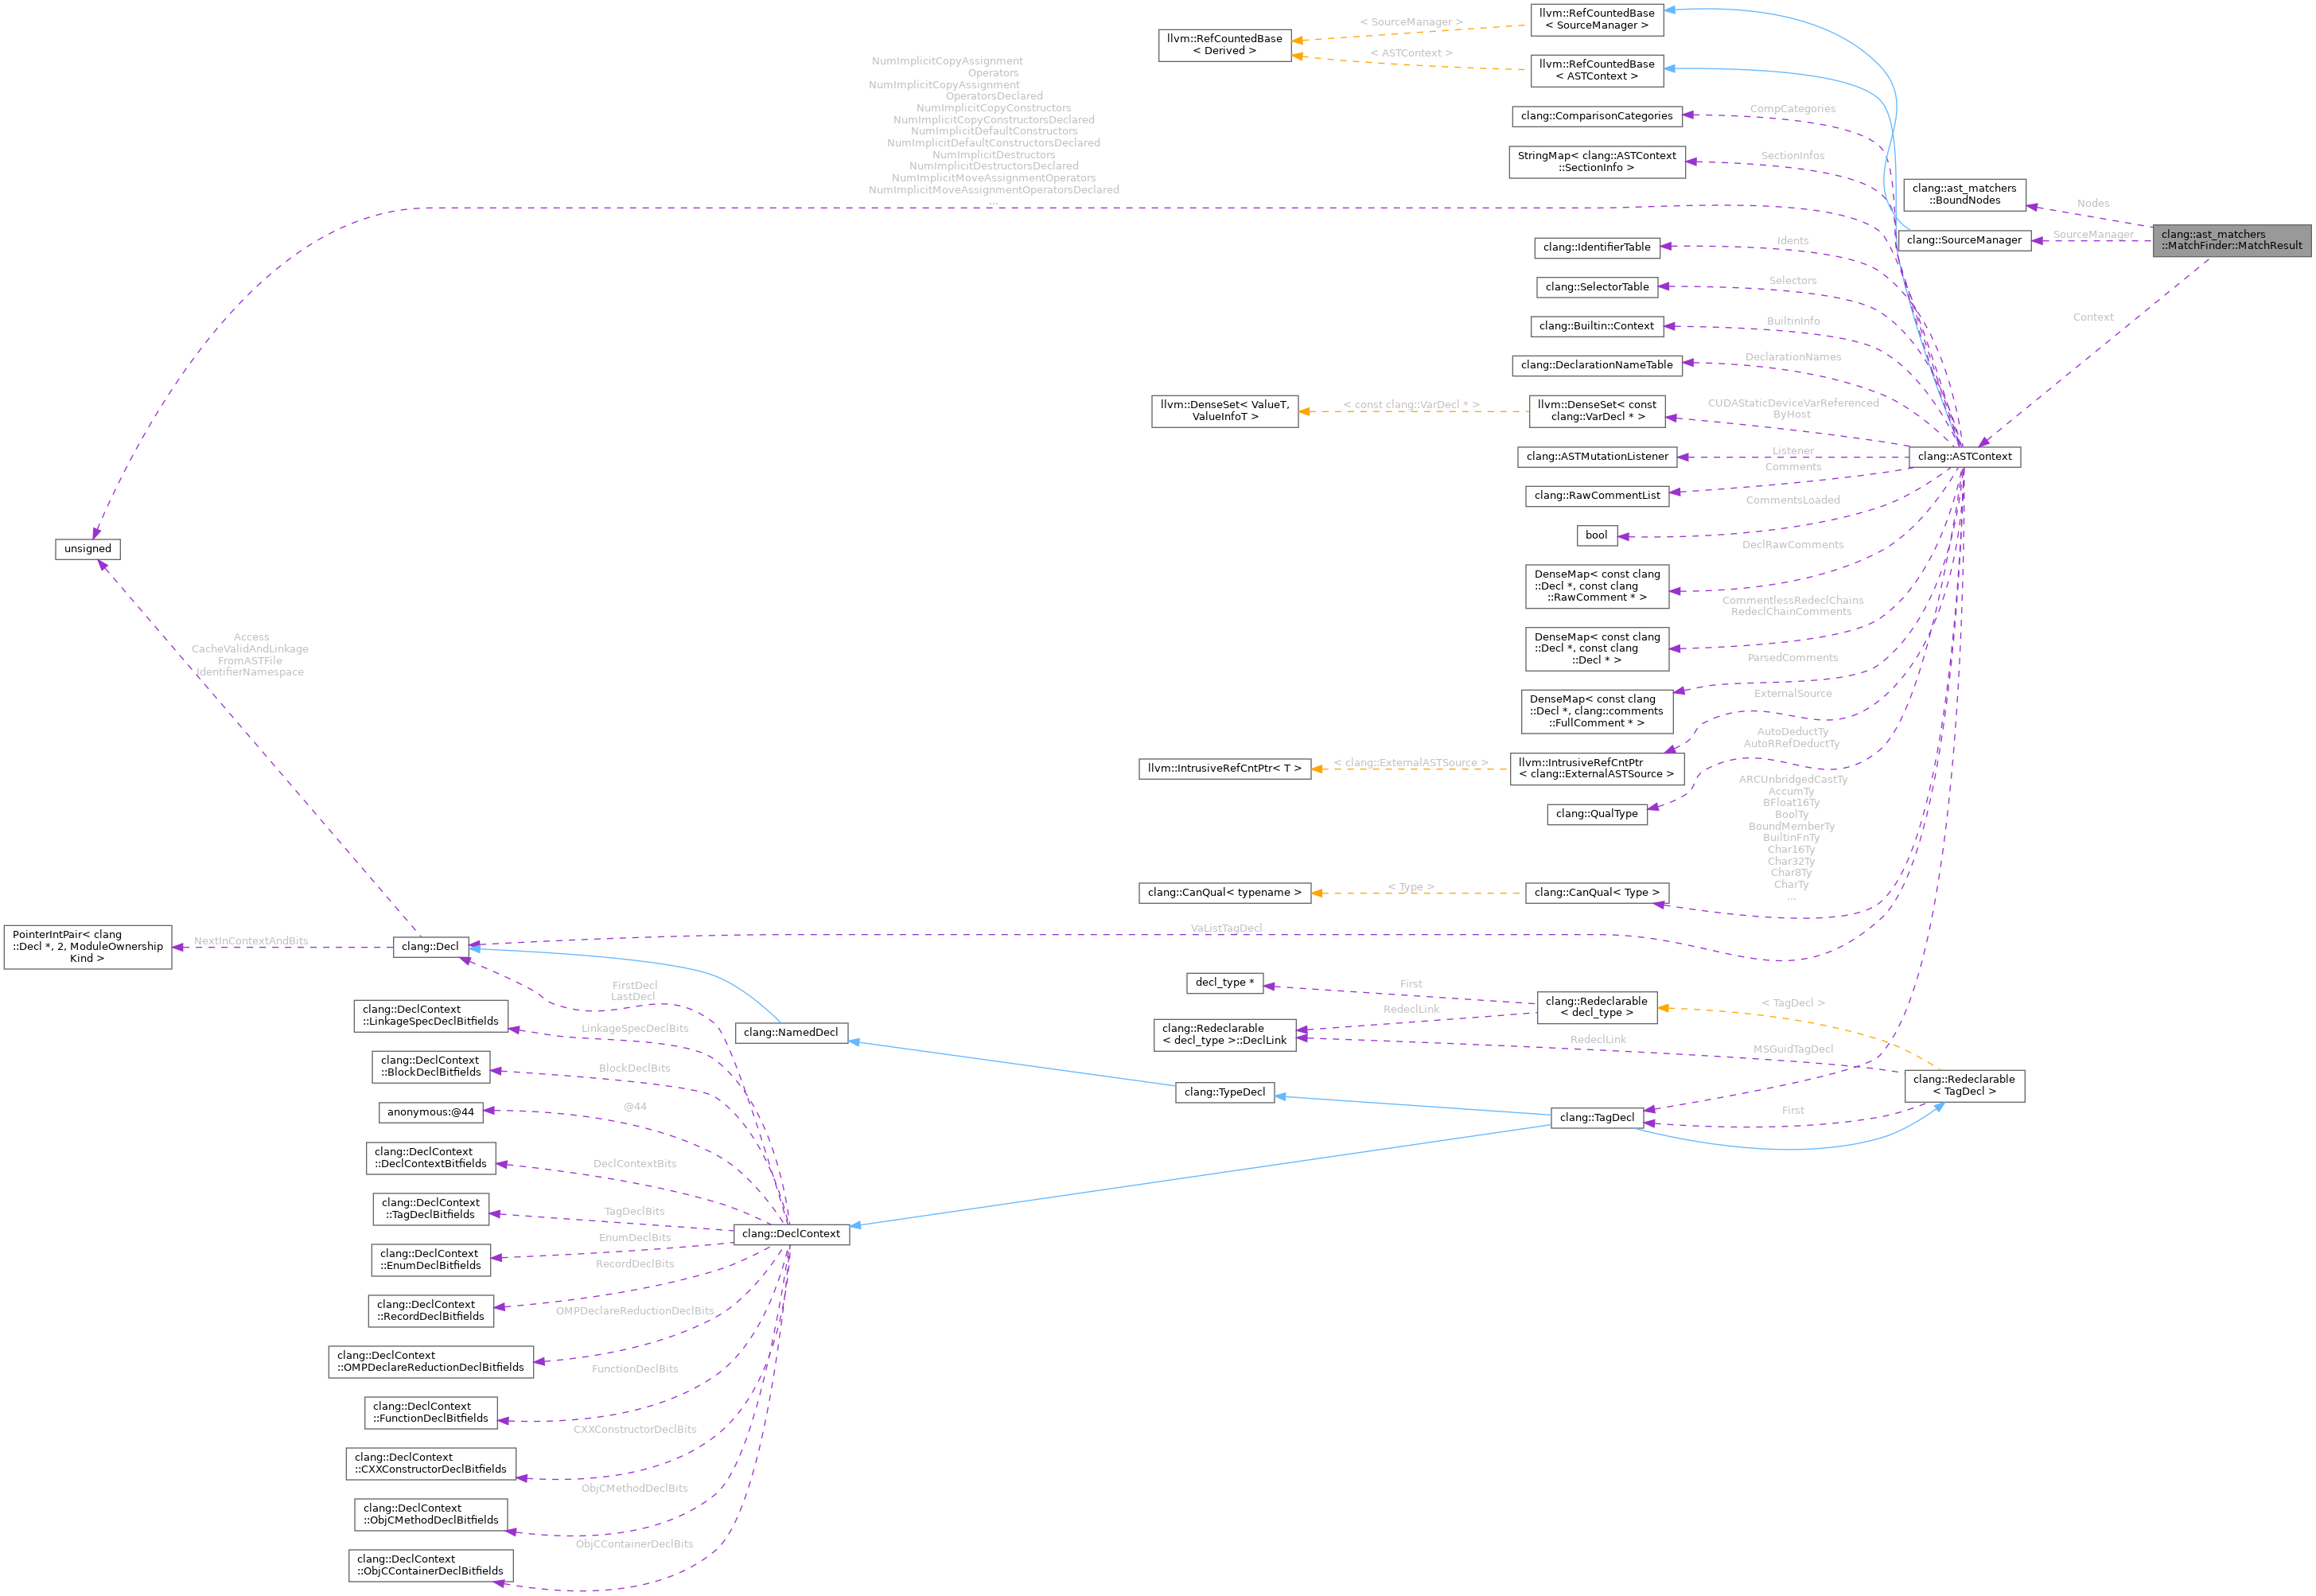 llvm::RefCountedBase
< SourceManager >
< SourceManager >
llvm::RefCountedBase
< Derived >
< ASTContext >
llvm::RefCountedBase
< ASTContext >
NumImplicitCopyAssignment
Operators
NumImplicitCopyAssignment
OperatorsDeclared
NumImplicitCopyConstructors
NumImplicitCopyConstructorsDeclared
NumImplicitDefaultConstructors
NumImplicitDefaultConstructorsDeclared
NumImplicitDestructors
NumImplicitDestructorsDeclared
NumImplicitMoveAssignmentOperators
NumImplicitMoveAssignmentOperatorsDeclared
...
clang::ComparisonCategories
CompCategories
StringMap< clang::ASTContext
::SectionInfo >
SectionInfos
clang::ast_matchers
::BoundNodes
Nodes
clang::SourceManager
SourceManager
clang::ast_matchers
::MatchFinder::MatchResult
clang::IdentifierTable
Idents
clang::SelectorTable
Selectors
clang::Builtin::Context
BuiltinInfo
Context
clang::DeclarationNameTable
DeclarationNames
llvm::DenseSet< ValueT,
ValueInfoT >
< const clang::VarDecl * >
llvm::DenseSet< const
clang::VarDecl * >
CUDAStaticDeviceVarReferenced
ByHost
clang::ASTMutationListener
Listener
clang::ASTContext
clang::RawCommentList
Comments
bool
CommentsLoaded
unsigned
DenseMap< const clang
::Decl *, const clang
::RawComment * >
DeclRawComments
DenseMap< const clang
::Decl *, const clang
::Decl * >
CommentlessRedeclChains
RedeclChainComments
Access
CacheValidAndLinkage
FromASTFile
IdentifierNamespace
DenseMap< const clang
::Decl *, clang::comments
::FullComment * >
ParsedComments
llvm::IntrusiveRefCntPtr< T >
< clang::ExternalASTSource >
llvm::IntrusiveRefCntPtr
< clang::ExternalASTSource >
ExternalSource
clang::QualType
AutoDeductTy
AutoRRefDeductTy
clang::CanQual< typename >
< Type >
clang::CanQual< Type >
ARCUnbridgedCastTy
AccumTy
BFloat16Ty
BoolTy
BoundMemberTy
BuiltinFnTy
Char16Ty
Char32Ty
Char8Ty
CharTy
...
PointerIntPair< clang
::Decl *, 2, ModuleOwnership
Kind >
NextInContextAndBits
clang::Decl
VaListTagDecl
decl_type *
First
clang::Redeclarable
< decl_type >
< TagDecl >
clang::Redeclarable
< decl_type >::DeclLink
RedeclLink
RedeclLink
MSGuidTagDecl
clang::Redeclarable
< TagDecl >
First
clang::TagDecl
clang::TypeDecl
clang::NamedDecl
FirstDecl
LastDecl
clang::DeclContext
::LinkageSpecDeclBitfields
LinkageSpecDeclBits
clang::DeclContext
::BlockDeclBitfields
BlockDeclBits
anonymous:@44
@44
clang::DeclContext
::DeclContextBitfields
DeclContextBits
clang::DeclContext
::TagDeclBitfields
TagDeclBits
clang::DeclContext
clang::DeclContext
::EnumDeclBitfields
EnumDeclBits
clang::DeclContext
::RecordDeclBitfields
RecordDeclBits
clang::DeclContext
::OMPDeclareReductionDeclBitfields
OMPDeclareReductionDeclBits
clang::DeclContext
::FunctionDeclBitfields
FunctionDeclBits
clang::DeclContext
::CXXConstructorDeclBitfields
CXXConstructorDeclBits
clang::DeclContext
::ObjCMethodDeclBitfields
ObjCMethodDeclBits
clang::DeclContext
::ObjCContainerDeclBitfields
ObjCContainerDeclBits